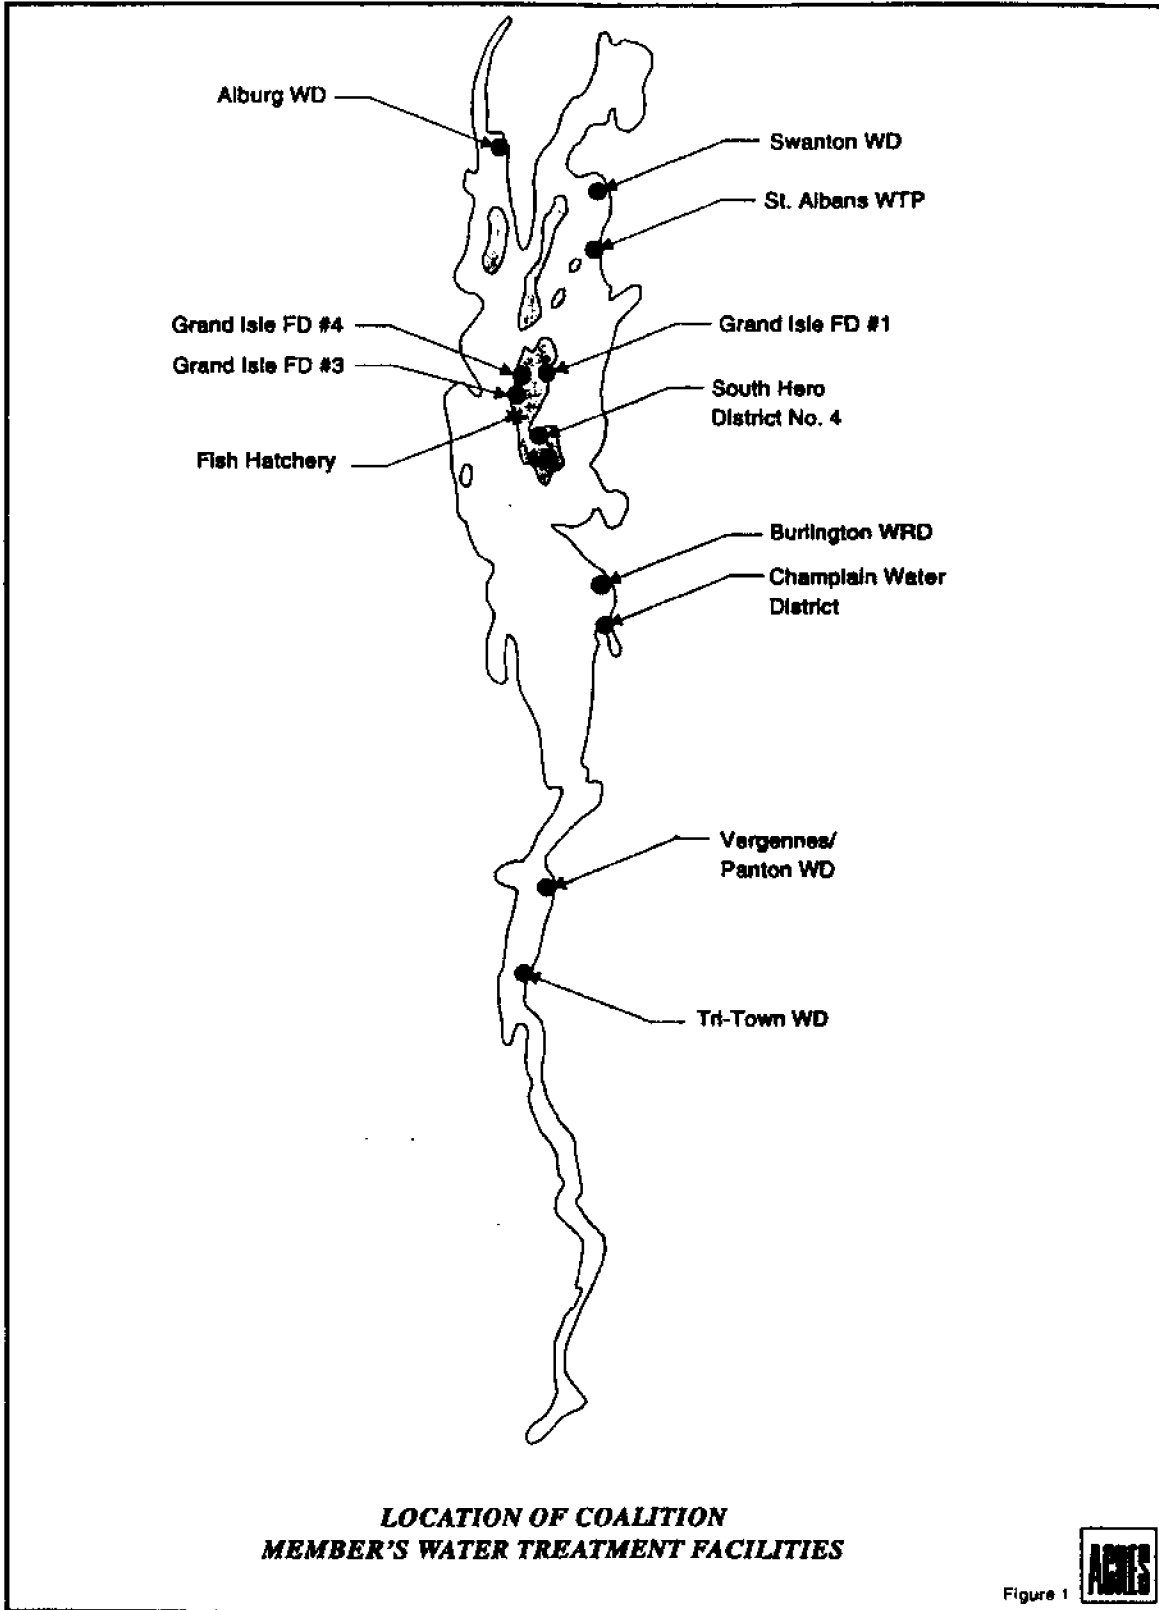 Alburg WD
Swanton WD
St. Albans WTP
Grand Isle FD #4
Grand Isle FD #1
Grand Isle FD #3
South Hero
District No. 4
Fish Hatchery
Burlington WRD
Champlain Water
District
Vergennes/
Panton WD
Tri-Town WD
LOCATION OF COALITION
MEMBER'S WATER TREATMENT FACILITIES
Figure 1
ACRES